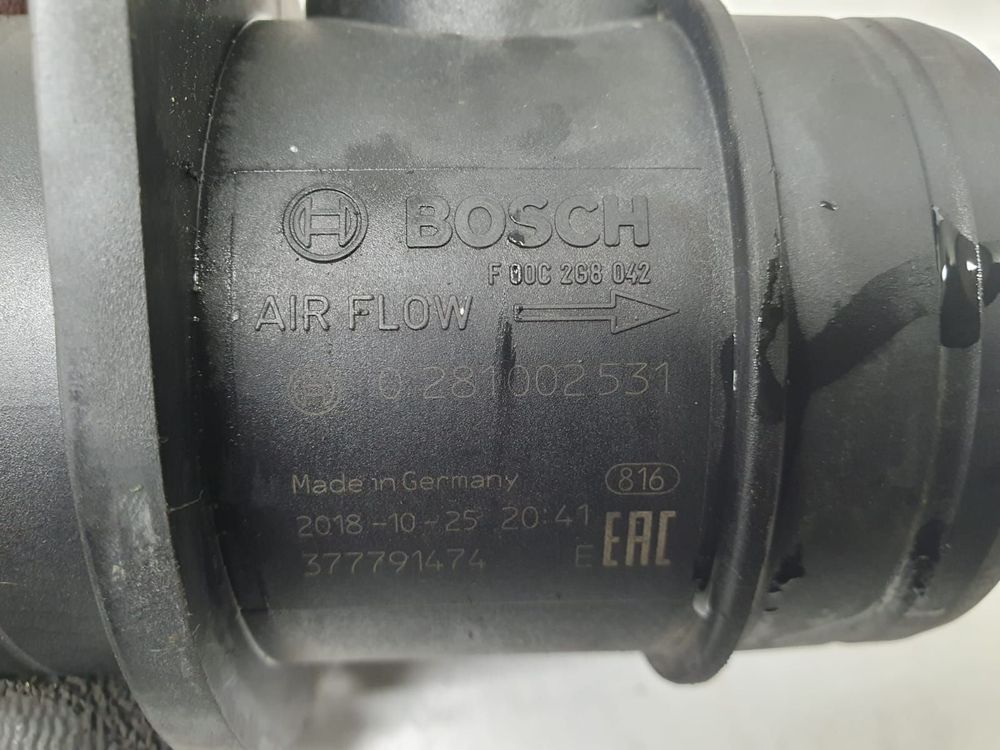 BOSCH
F 00C 2G8 042
AIR FLOW
0 281 002 531
Made in Germany
816
2018-10-25 20:41
377791474
E
EAC